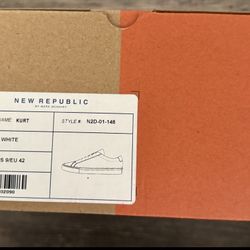 NEW REPUBLIC
BY MARK MCNAIRY
NAME: KURT
STYLE #: N2D-01-148
WHITE
S 9/EU 42